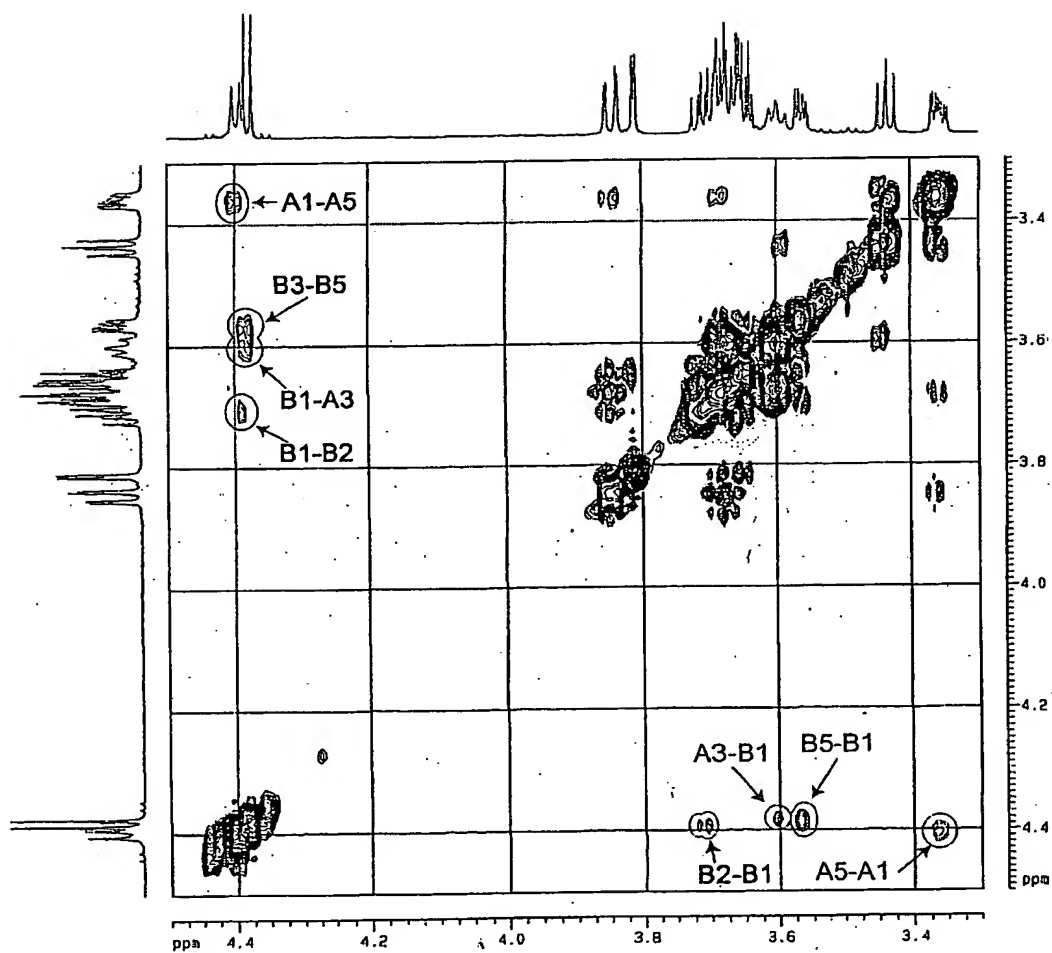 A1-A5
3.4
B3-B5
3.6
B1-A3
B1-B2
3.8
4.0
4.2
A3-B1
B5-B1
4.4
B2-B1
A5-A1
ppm
ppm 4.4 4.2 4.0 3.8 3.6 3.4